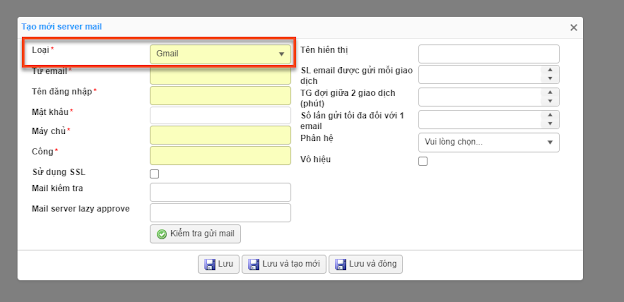 Tạo mới server mail
Loại *
Gmail
Từ email *
Tên đăng nhập *
Mật khẩu *
Máy chủ *
Cổng *
Sử dụng SSL
Mail kiểm tra
Mail server lazy approve
Kiểm tra gửi mail
Tên hiển thị
SL email được gửi mỗi giao
dịch
TG đợi giữa 2 giao dịch
(phút)
Số lần gửi tối đa đối với 1
email
Phân hệ
Vui lòng chọn...
Vô hiệu
Lưu
Lưu và tạo mới
Lưu và đóng